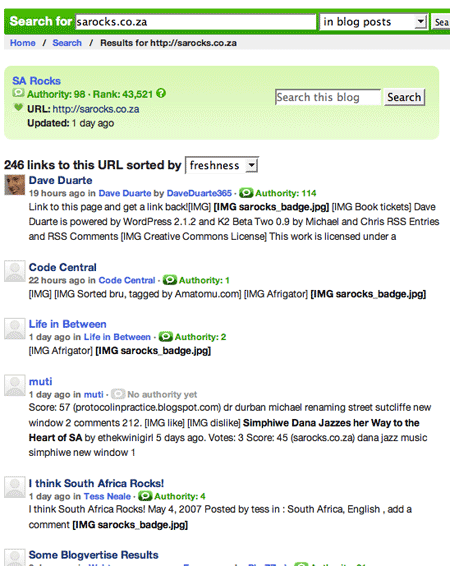 Search for sarocks.co.za in blog posts Sea
Home / Search / Results for http://sarocks.co.za
SA Rocks
Authority: 98 · Rank: 43,521 ?
URL: http://sarocks.co.za
Updated: 1 day ago
Search this blog Search
246 links to this URL sorted by freshness
Dave Duarte
19 hours ago in Dave Duarte by DaveDuarte365 · Authority: 114
Link to this page and get a link back![IMG] [IMG sarocks_badge.jpg] [IMG Book tickets] Dave
Duarte is powered by WordPress 2.1.2 and K2 Beta Two 0.9 by Michael and Chris RSS Entries
and RSS Comments [IMG Creative Commons License] This work is licensed under a
Code Central
22 hours ago in Code Central · Authority: 1
[IMG] [IMG Sorted bru, tagged by Amatomu.com] [IMG Afrigator] [IMG sarocks_badge.jpg]
Life in Between
1 day ago in Life in Between · Authority: 2
[IMG Afrigator] [IMG sarocks_badge.jpg]
muti
1 day ago in muti · No authority yet
Score: 57 (protocolinpractice.blogspot.com) dr durban michael renaming street sutcliffe new
window 2 comments 212. [IMG like] [IMG dislike] Simphiwe Dana Jazzes her Way to the
Heart of SA by ethekwinigirl 5 days ago. Votes: 3 Score: 45 (sarocks.co.za) dana jazz music
simphiwe new window 1
I think South Africa Rocks!
1 day ago in Tess Neale · Authority: 4
I think South Africa Rocks! May 4, 2007 Posted by tess in : South Africa, English , add a
comment [IMG sarocks_badge.jpg]
Some Blogvertise Results